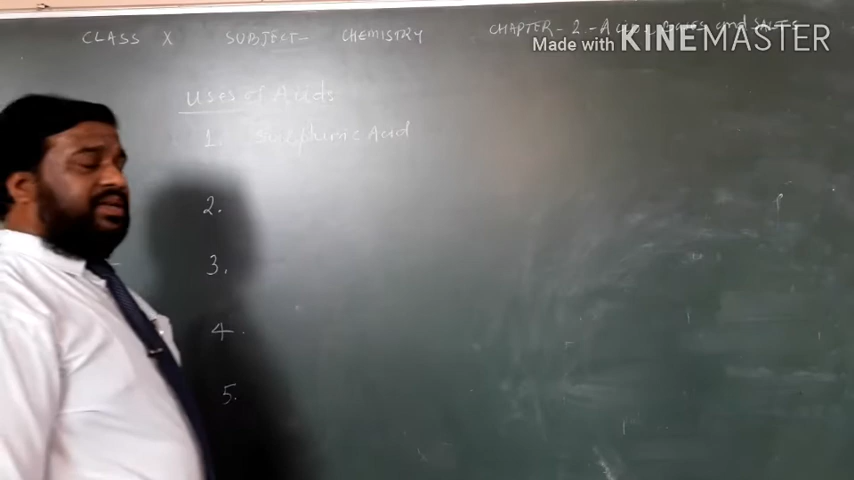 CLASS X SUBJECT- CHEMISTRY CHAPTER-2-Acids, Bases and SALTS
Made with KINEMASTER
Uses of Acids
1. Sulphuric Acid
2.
3.
4.
5.